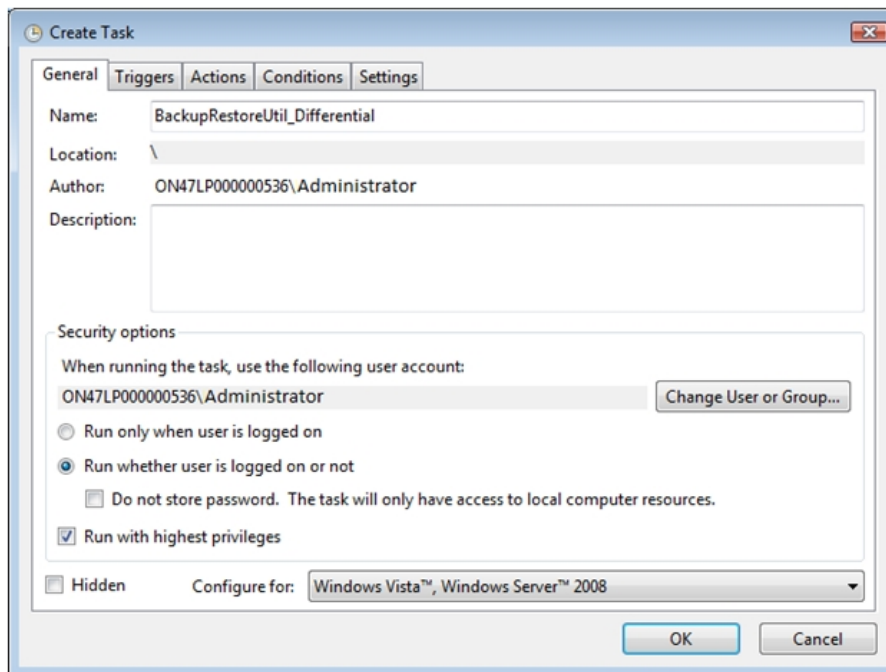 Create Task
General Triggers Actions Conditions Settings
Name: BackupRestoreUtil_Differential
Location: \
Author: ON47LP000000536\Administrator
Description:
Security options
When running the task, use the following user account:
ON47LP000000536\Administrator Change User or Group...
Run only when user is logged on
Run whether user is logged on or not
Do not store password. The task will only have access to local computer resources.
Run with highest privileges
Hidden Configure for: Windows Vista™, Windows Server™ 2008
OK Cancel